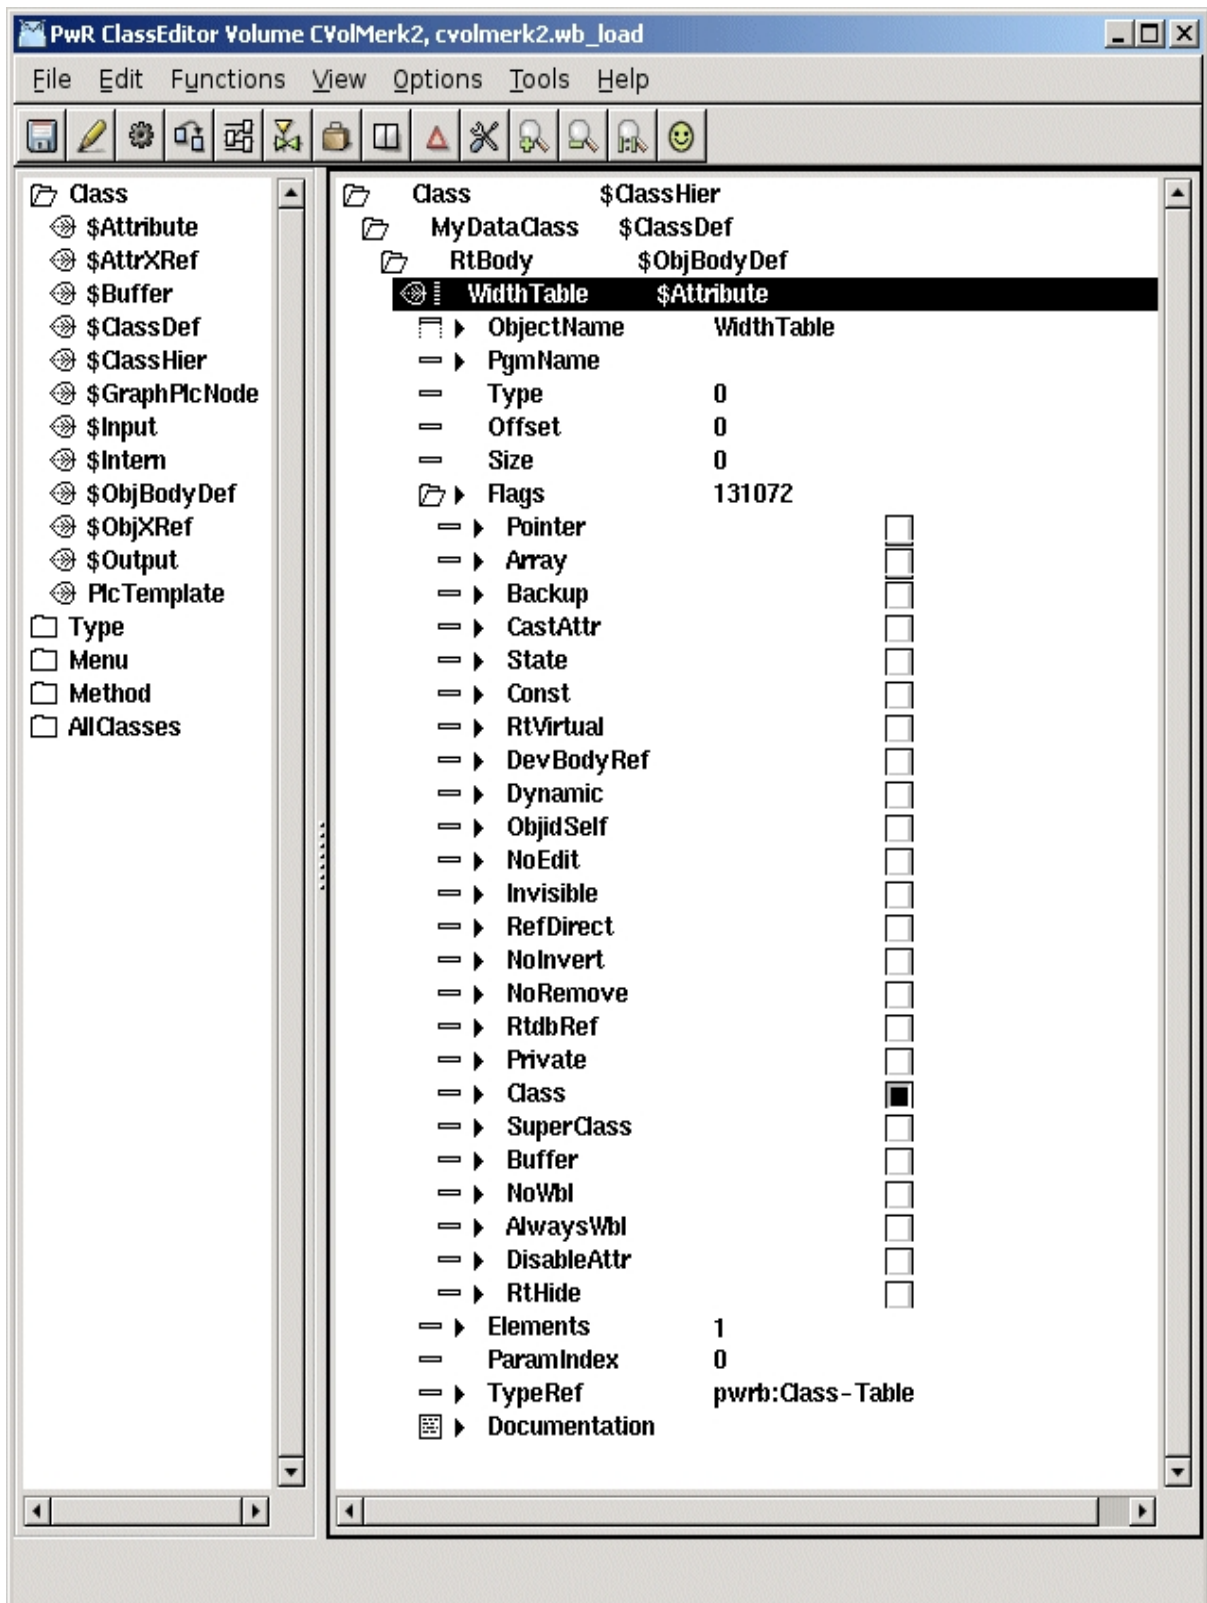 PwR ClassEditor Volume CVolMerk2, cvolmerk2.wb_load
File Edit Functions View Options Tools Help
Class
$Attribute
$AttrXRef
$Buffer
$ClassDef
$ClassHier
$GraphPlcNode
$Input
$Intern
$ObjBodyDef
$ObjXRef
$Output
PlcTemplate
Type
Menu
Method
AllClasses
Class $ClassHier
MyDataClass $ClassDef
RtBody $ObjBodyDef
WidthTable $Attribute
ObjectName WidthTable
PgmName
Type 0
Offset 0
Size 0
Flags 131072
Pointer
Array
Backup
CastAttr
State
Const
RtVirtual
DevBodyRef
Dynamic
ObjidSelf
NoEdit
Invisible
RefDirect
NoInvert
NoRemove
RtdbRef
Private
Class
SuperClass
Buffer
NoWbl
AlwaysWbl
DisableAttr
RtHide
Elements 1
ParamIndex 0
TypeRef pwrb:Class-Table
Documentation